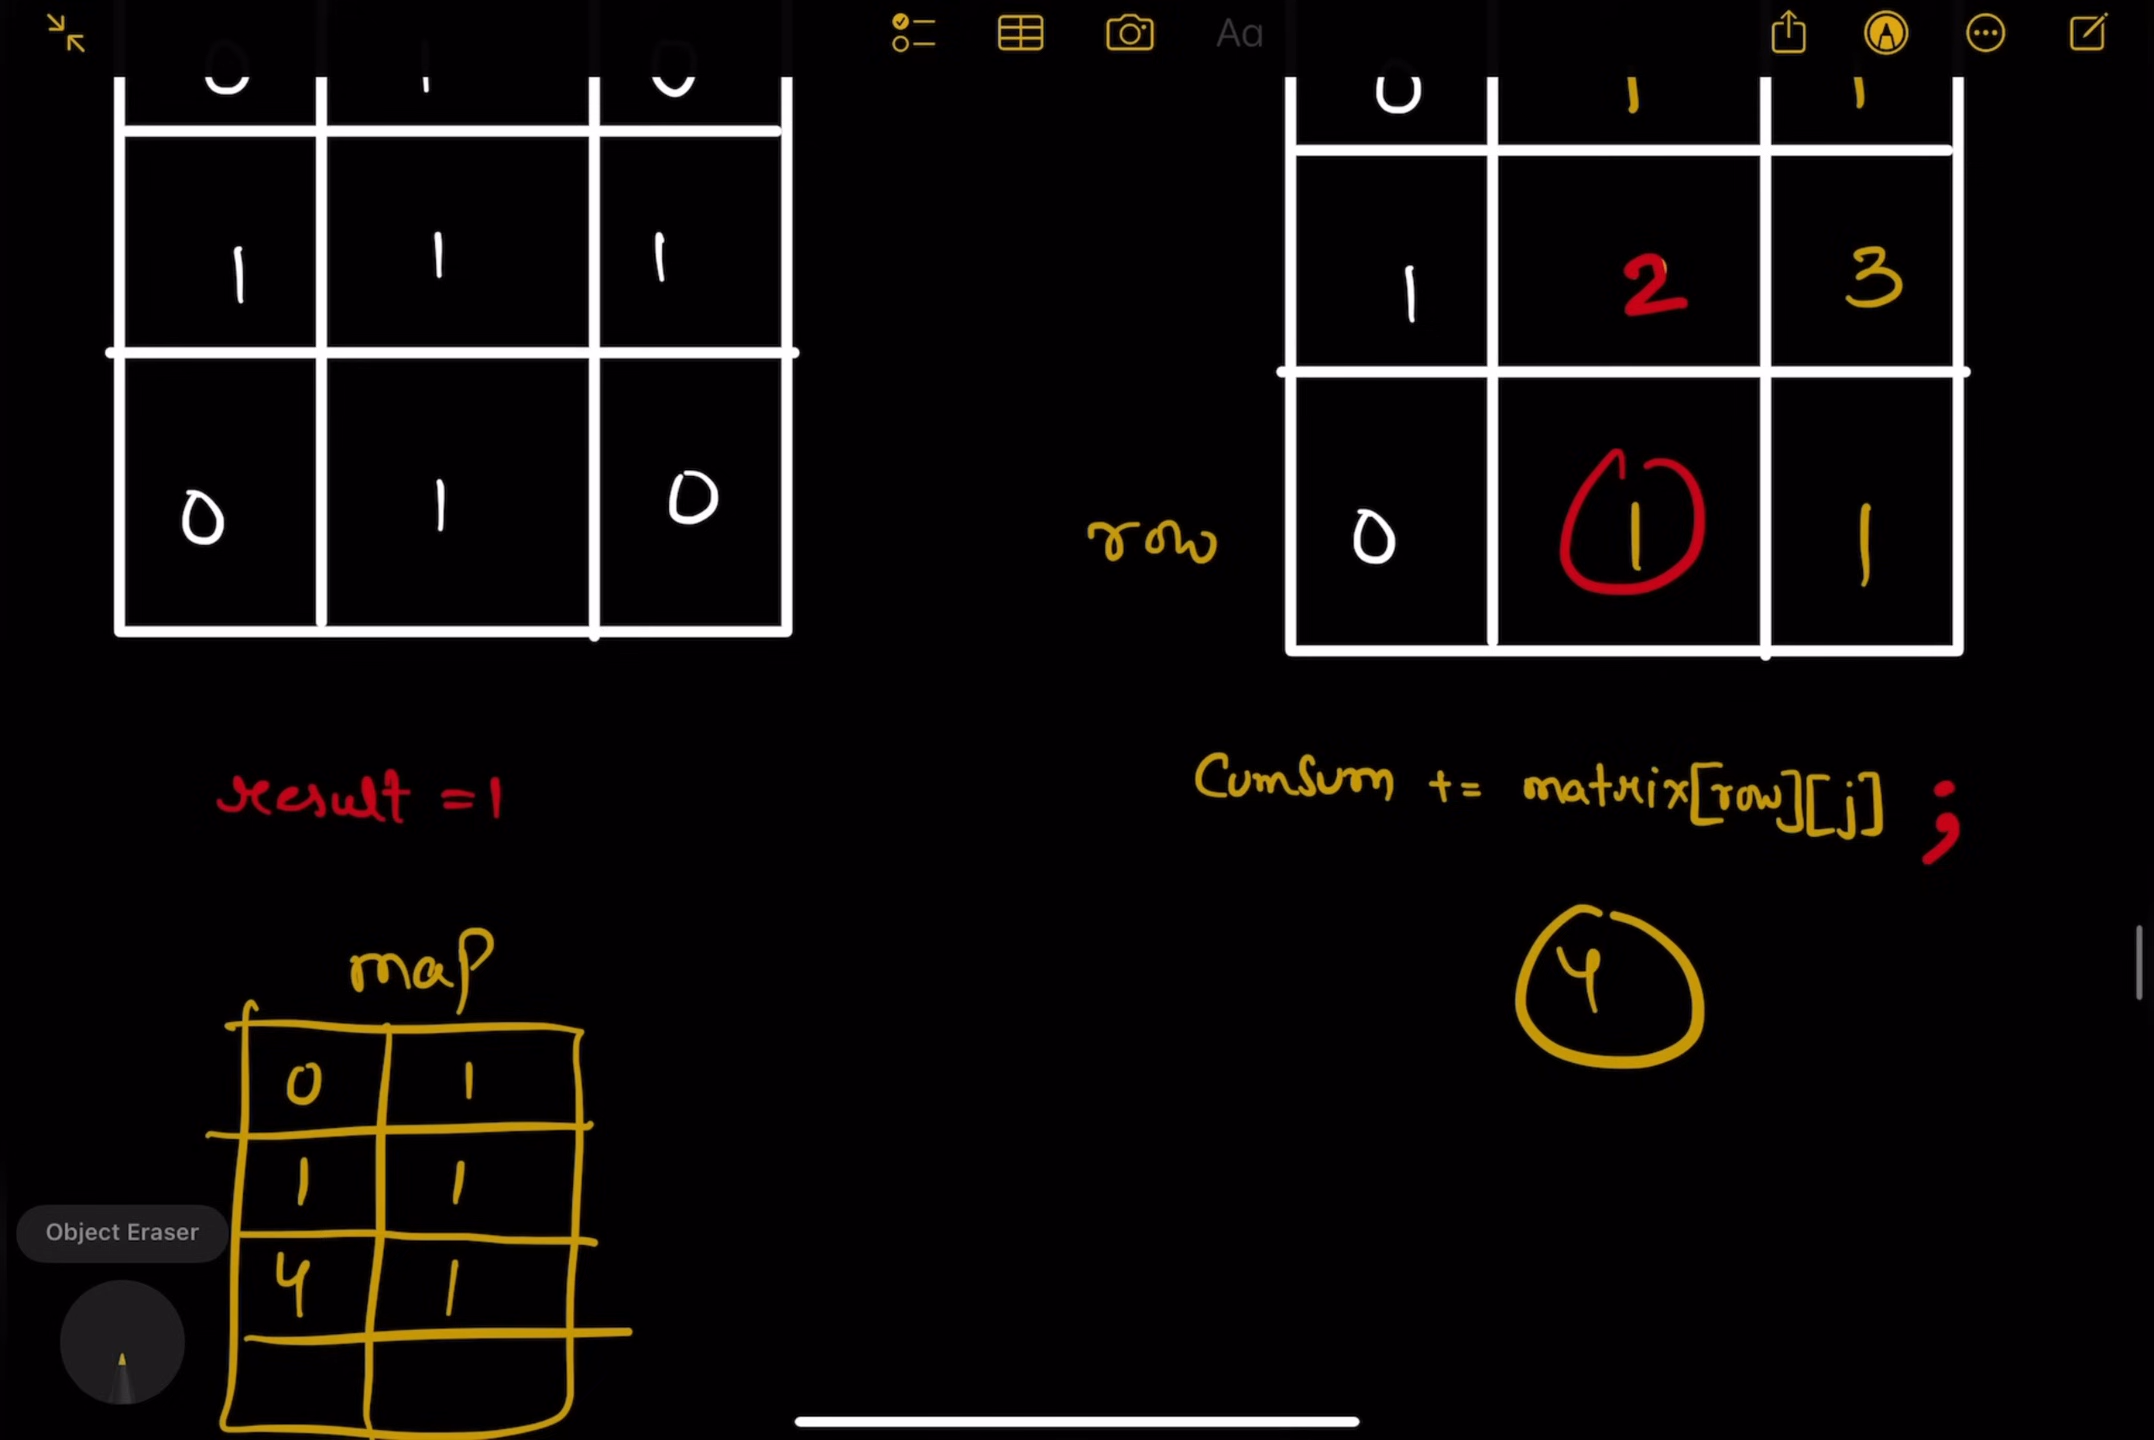 Aa
0 1 0
1 1 1
0 1 0
0 1 1
1 2 3
row 0 1 1
result = 1
CumSum += matrix[row][j] ;
4
map
0 1
1 1
4 1
Object Eraser